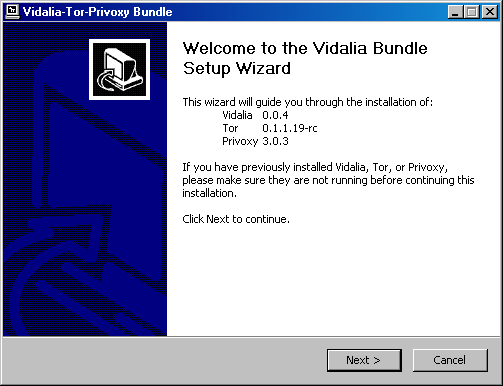 Vidalia-Tor-Privoxy Bundle
Welcome to the Vidalia Bundle
Setup Wizard
This wizard will guide you through the installation of:
Vidalia 0.0.4
Tor 0.1.1.19-rc
Privoxy 3.0.3
If you have previously installed Vidalia, Tor, or Privoxy,
please make sure they are not running before continuing this
installation.
Click Next to continue.
Next >
Cancel